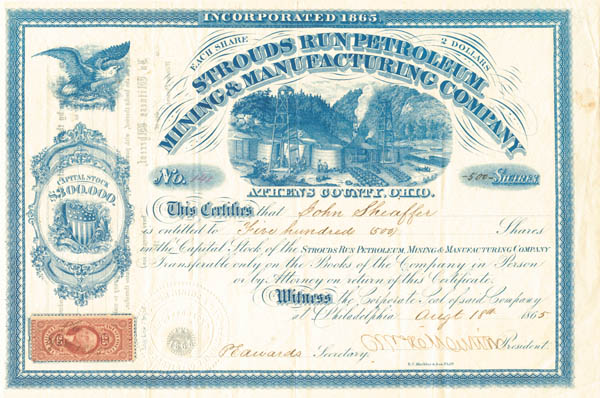 INCORPORATED 1865.
EACH SHARE 2 DOLLARS
STROUDS RUN PETROLEUM
MINING & MANUFACTURING COMPANY
No.
500 SHARES
ATHENS COUNTY, OHIO.
CAPITAL STOCK
$300,000.
This Certifies that John Sheaffer
is entitled to Five hundred 500 Shares
in the Capital Stock of the STROUDS RUN PETROLEUM, MINING & MANUFACTURING COMPANY
Transferable only on the Books of the Company in Person
or by Attorney on return of this Certificate.
Witness the Corporate Seal of said Company
at Philadelphia Augt 18th 1865
Secretary. President.